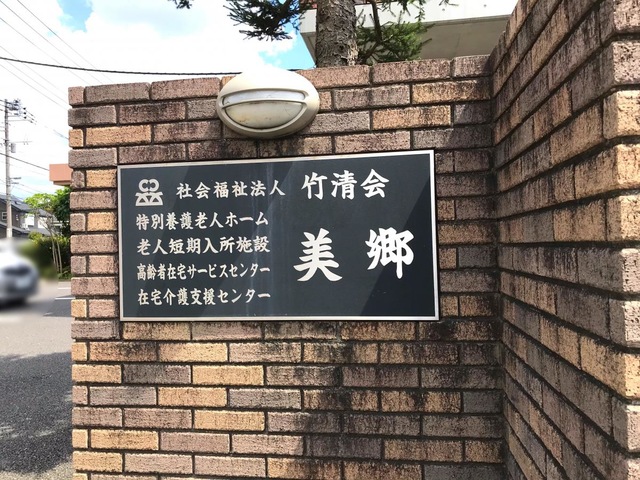 社会福祉法人 竹清会
特別養護老人ホーム
老人短期入所施設
高齢者在宅サービスセンター
在宅介護支援センター
美郷